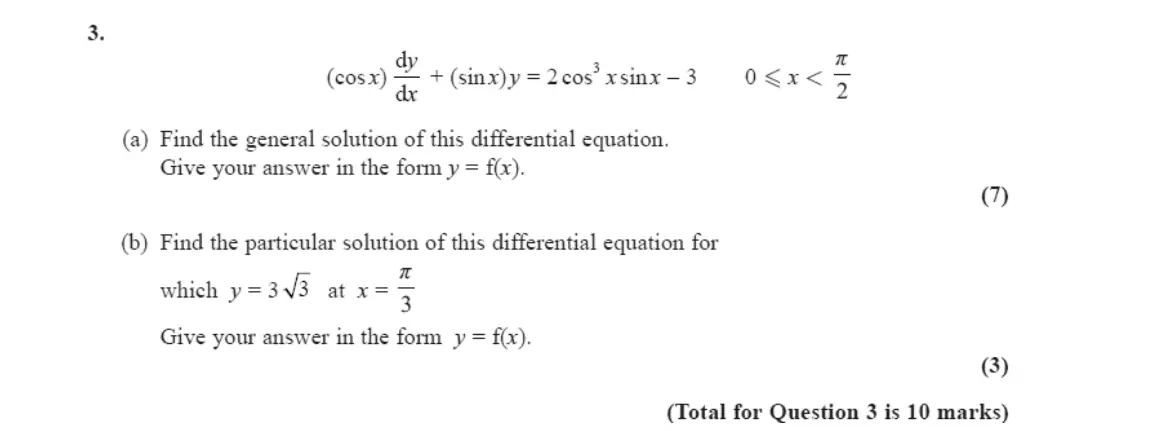 3.
(cos x) dy/dx + (sin x)y = 2 cos³ x sin x – 3    0 ⩽ x < π/2
(a) Find the general solution of this differential equation.
Give your answer in the form y = f(x).
(7)
(b) Find the particular solution of this differential equation for
which y = 3√3 at x = π/3
Give your answer in the form y = f(x).
(3)
(Total for Question 3 is 10 marks)